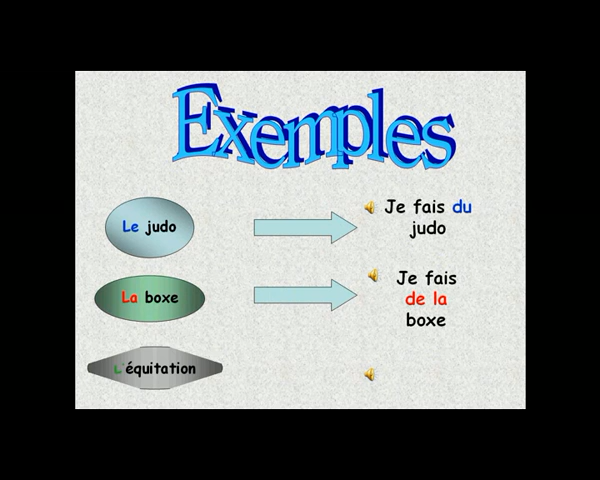 Exemples
Le judo
Je fais du
judo
La boxe
Je fais
de la
boxe
L'équitation